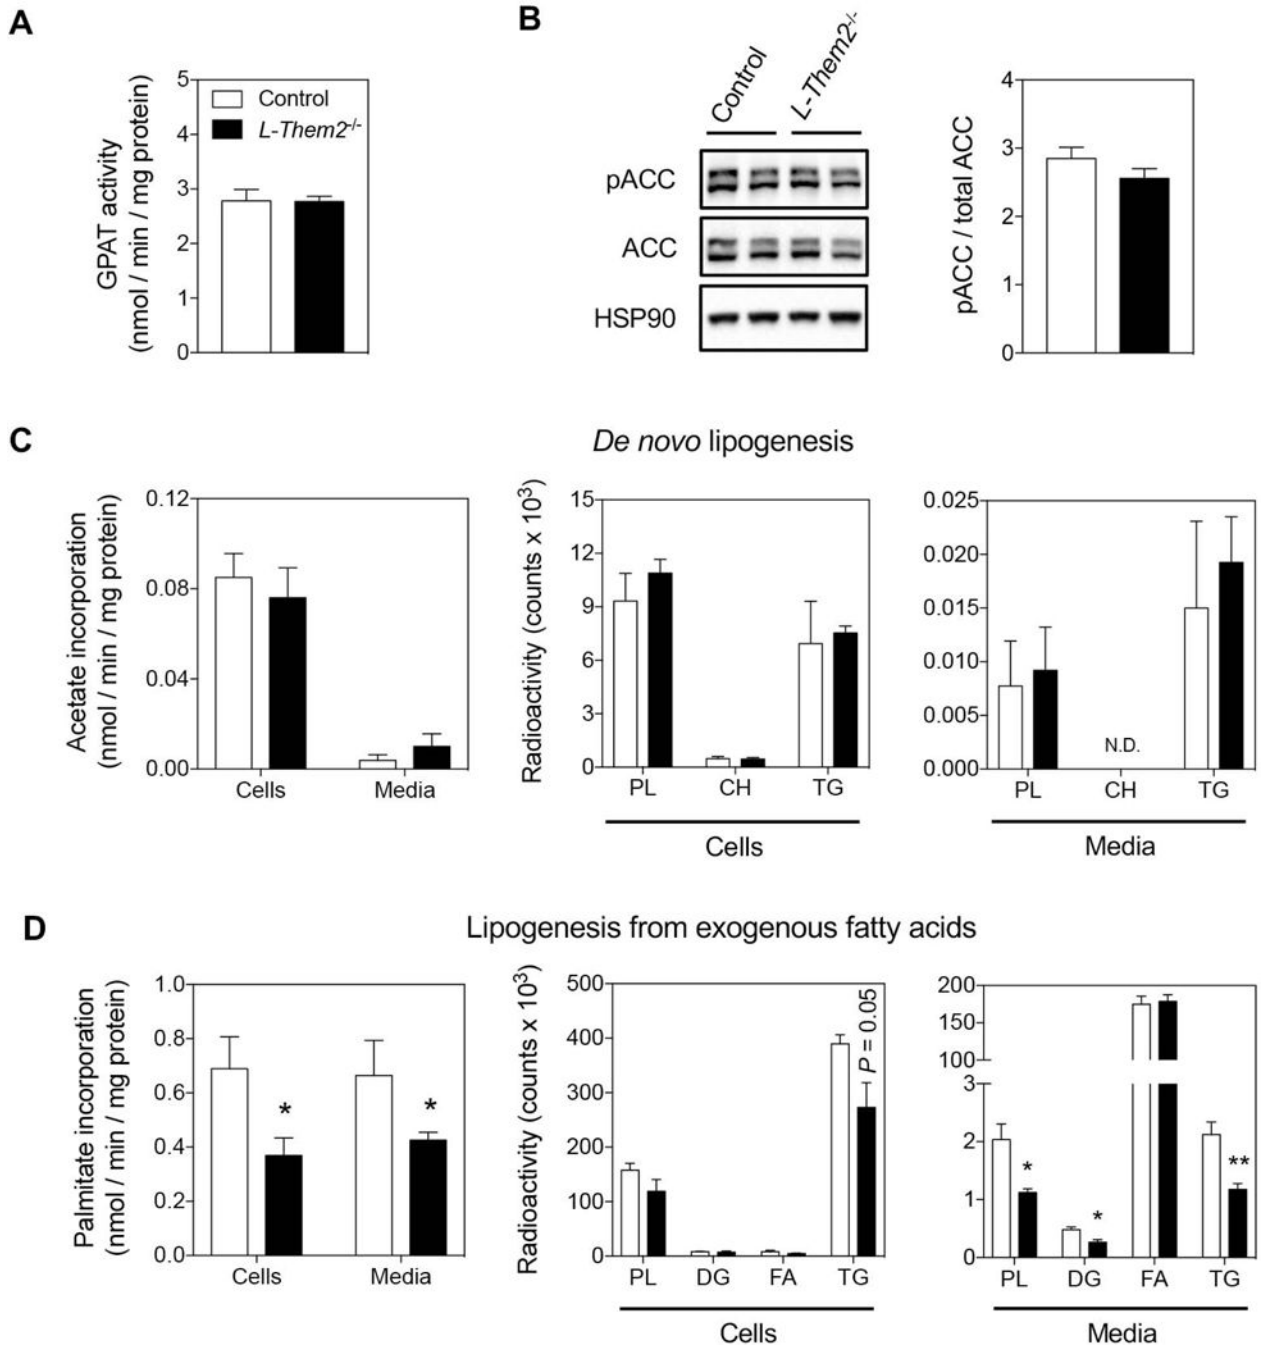 A
GPAT activity
(nmol / min / mg protein)
5
4
3
2
1
0
Control
L-Them2-/-
B
Control
L-Them2-/-
pACC
ACC
HSP90
pACC / total ACC
4
3
2
1
0
C
De novo lipogenesis
Acetate incorporation
(nmol / min / mg protein)
0.12
0.08
0.04
0.00
Cells
Media
Radioactivity (counts x 10³)
15
12
9
6
3
0
PL
CH
TG
Cells
0.025
0.020
0.015
0.010
0.005
0.000
N.D.
PL
CH
TG
Media
D
Lipogenesis from exogenous fatty acids
Palmitate incorporation
(nmol / min / mg protein)
1.0
0.8
0.6
0.4
0.2
0.0
*
*
Cells
Media
Radioactivity (counts x 10³)
500
400
300
200
100
0
P = 0.05
PL
DG
FA
TG
Cells
200
150
100
3
2
1
0
*
*
**
PL
DG
FA
TG
Media